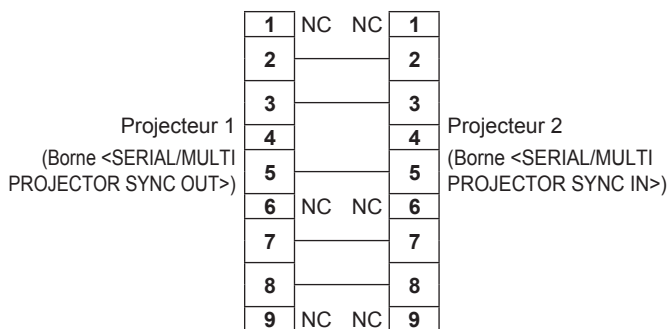 1 NC NC 1
2 2
3 3
Projecteur 1
(Borne <SERIAL/MULTI
PROJECTOR SYNC OUT>)
4 4
Projecteur 2
(Borne <SERIAL/MULTI
PROJECTOR SYNC IN>)
5 5
6 NC NC 6
7 7
8 8
9 NC NC 9